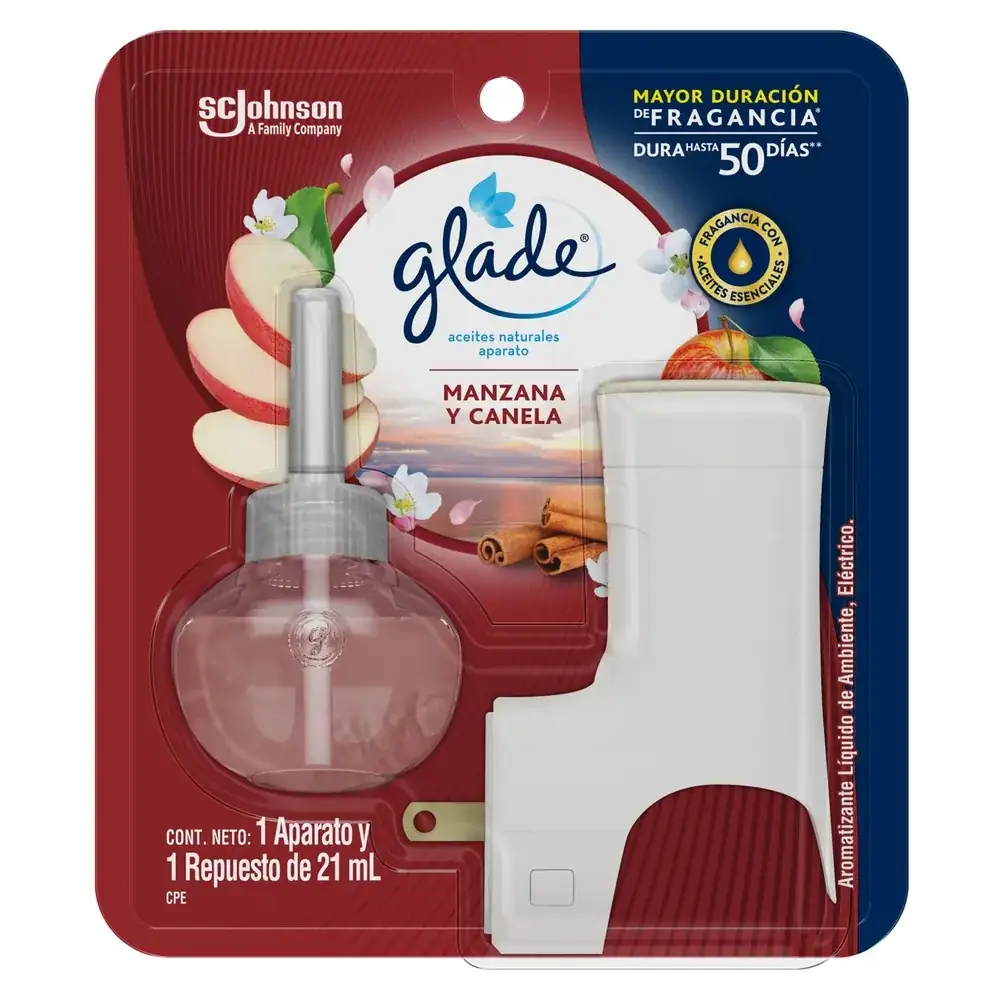 SCJohnson
A Family Company
MAYOR DURACIÓN
DE FRAGANCIA*
DURA HASTA 50 DÍAS**
glade®
aceites naturales
aparato
MANZANA
Y CANELA
FRAGANCIA CON
ACEITES ESENCIALES
CONT. NETO: 1 Aparato y
1 Repuesto de 21 mL
CPE
Aromatizante Líquido de Ambiente, Eléctrico.